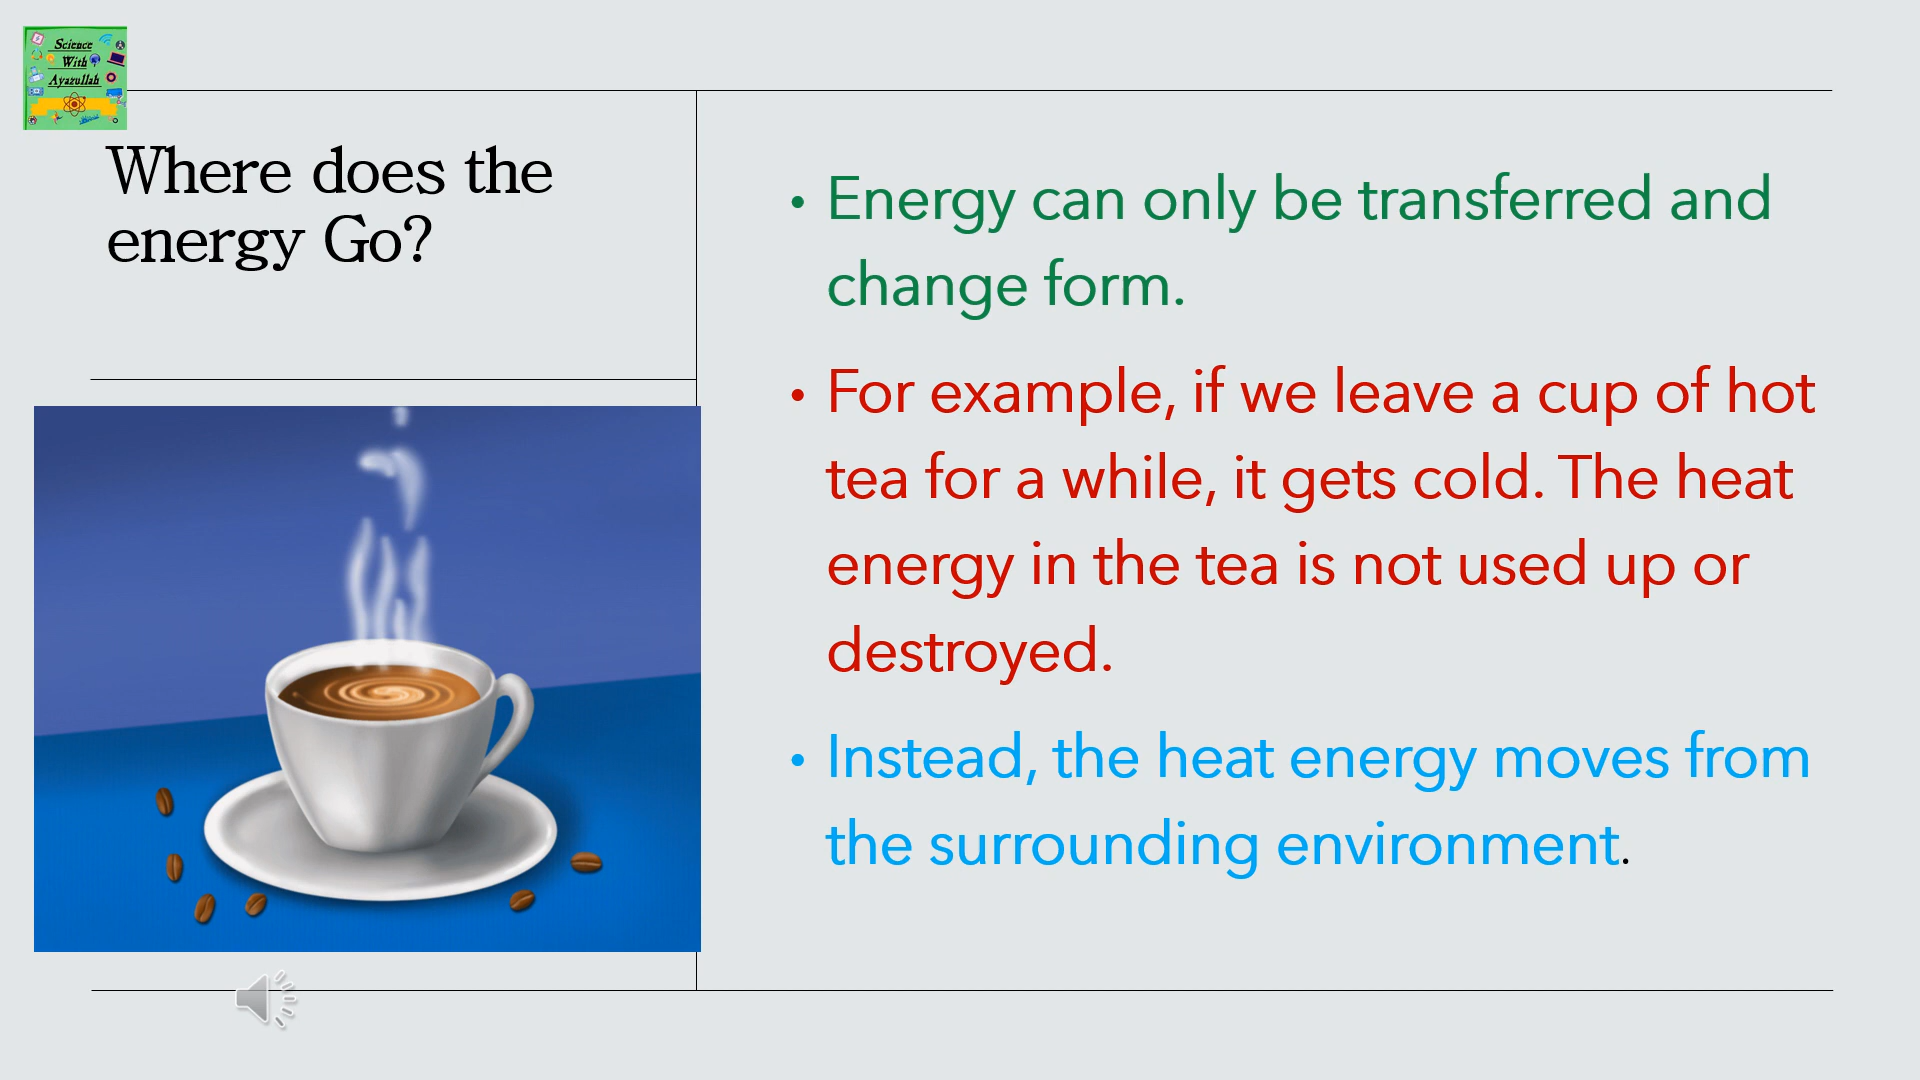 Science
With
Ayazullah
Where does the
energy Go?
• Energy can only be transferred and
change form.
• For example, if we leave a cup of hot
tea for a while, it gets cold. The heat
energy in the tea is not used up or
destroyed.
• Instead, the heat energy moves from
the surrounding environment.